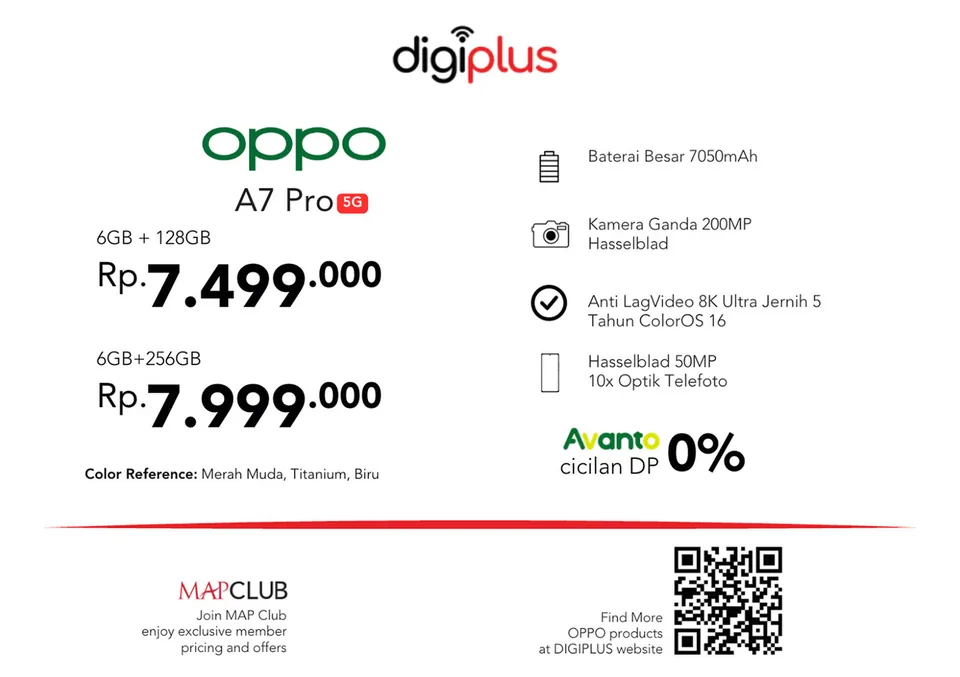 digiplus
oppo
A7 Pro 5G
6GB + 128GB
Rp.7.499.000
6GB+256GB
Rp.7.999.000
Color Reference: Merah Muda, Titanium, Biru
Baterai Besar 7050mAh
Kamera Ganda 200MP
Hasselblad
Anti LagVideo 8K Ultra Jernih 5
Tahun ColorOS 16
Hasselblad 50MP
10x Optik Telefoto
Avanto
cicilan DP 0%
MAPCLUB
Join MAP Club
enjoy exclusive member
pricing and offers
Find More
OPPO products
at DIGIPLUS website